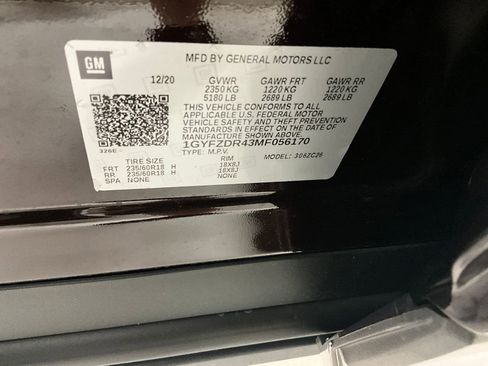 GM
MFD BY GENERAL MOTORS LLC
12/20 GVWR GAWR FRT GAWR RR
2350 KG 1220 KG 1220 KG
5180 LB 2689 LB 2689 LB
THIS VEHICLE CONFORMS TO ALL
APPLICABLE U.S. FEDERAL MOTOR
VEHICLE SAFETY AND THEFT PREVENTION
STANDARDS IN EFFECT ON THE DATE OF
MANUFACTURE SHOWN ABOVE.
1GYFZDR43MF056170
326E TYPE: M.P.V. MODEL: 306ZC26
TIRE SIZE RIM
FRT 235/60R18 H 18X8J
RR 235/60R18 H 18X8J
SPA NONE NONE